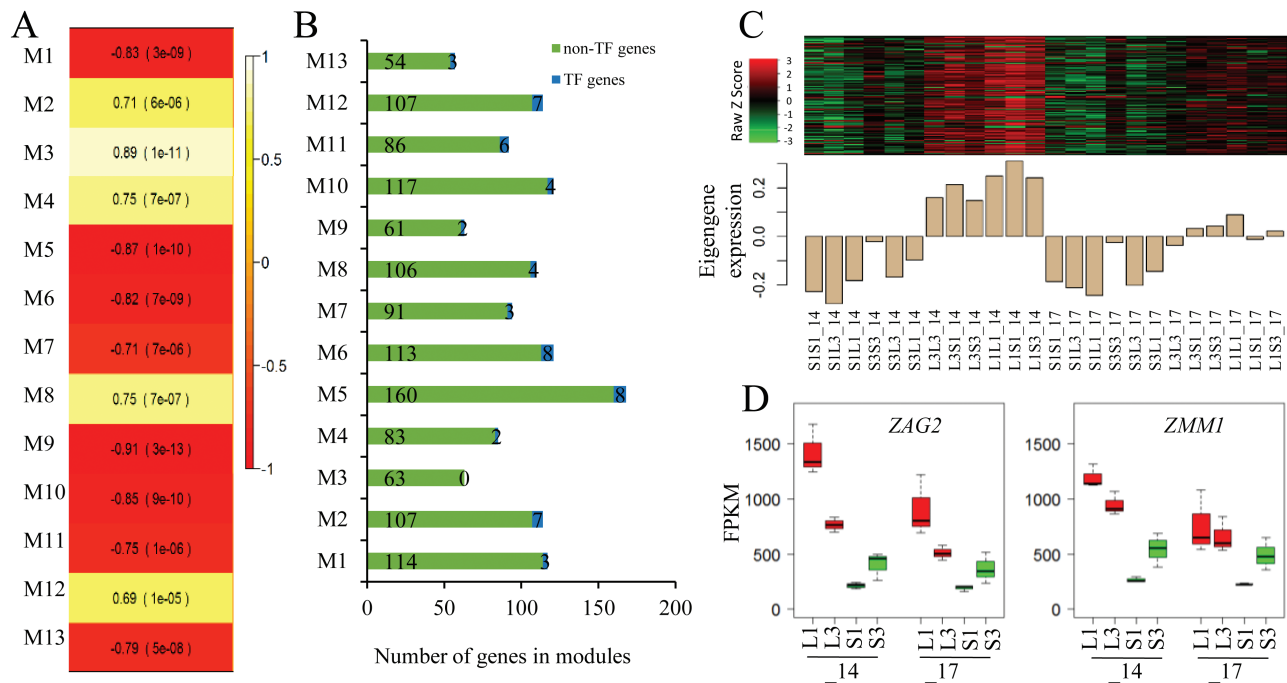 A
M1
-0.83 ( 3e-09 )
M2
0.71 ( 6e-06 )
M3
0.89 ( 1e-11 )
M4
0.75 ( 7e-07 )
M5
-0.87 ( 1e-10 )
M6
-0.82 ( 7e-09 )
M7
-0.71 ( 7e-06 )
M8
0.75 ( 7e-07 )
M9
-0.91 ( 3e-13 )
M10
-0.85 ( 9e-10 )
M11
-0.75 ( 1e-06 )
M12
0.69 ( 1e-05 )
M13
-0.79 ( 5e-08 )
1
0.5
0
-0.5
-1
B
non-TF genes
TF genes
M13 54 3
M12 107 7
M11 86 6
M10 117 4
M9 61 2
M8 106 4
M7 91 3
M6 113 8
M5 160 8
M4 83 2
M3 63 0
M2 107 7
M1 114 3
0 50 100 150 200
Number of genes in modules
C
Raw Z Score
3
2
1
0
-1
-2
-3
Eigengene
expression
0.2
0.0
-0.2
S1S1_14
S1L3_14
S1L1_14
S3S3_14
S3L3_14
S3L1_14
L3L3_14
L3S1_14
L3S3_14
L1L1_14
L1S1_14
L1S3_14
S1S1_17
S1L3_17
S1L1_17
S3S3_17
S3L3_17
S3L1_17
L3L3_17
L3S1_17
L3S3_17
L1L1_17
L1S1_17
L1S3_17
D
FPKM
ZAG2
1500
1000
500
0
L1 L3 S1 S3 L1 L3 S1 S3
_14 _17
ZMM1
1500
1000
500
0
L1 L3 S1 S3 L1 L3 S1 S3
_14 _17